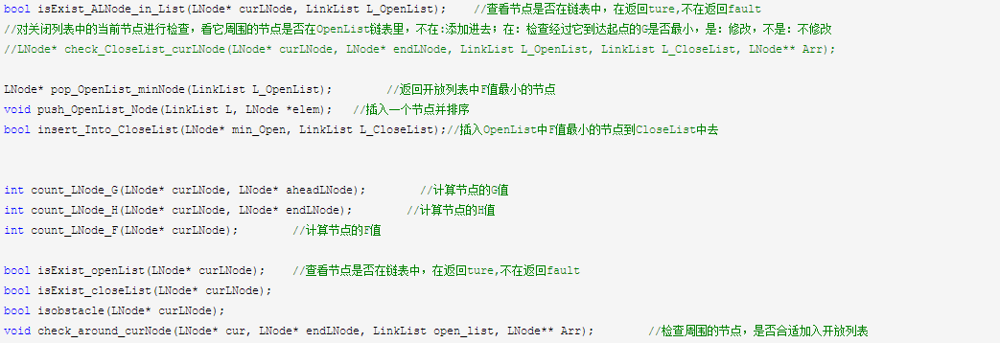 bool isExist_ALNode_in_List(LNode* curLNode, LinkList L_OpenList);    //查看节点是否在链表中，在返回ture,不在返回fault
//对关闭列表中的当前节点进行检查，看它周围的节点是否在OpenList链表里，不在:添加进去；在: 检查经过它到达起点的G是否最小，是: 修改，不是: 不修改
//LNode* check_CloseList_curLNode(LNode* curLNode, LNode* endLNode, LinkList L_OpenList, LinkList L_CloseList, LNode** Arr);
LNode* pop_OpenList_minNode(LinkList L_OpenList);        //返回开放列表中F值最小的节点
void push_OpenList_Node(LinkList L, LNode *elem);   //插入一个节点并排序
bool insert_Into_CloseList(LNode* min_Open, LinkList L_CloseList);//插入OpenList中F值最小的节点到CloseList中去
int count_LNode_G(LNode* curLNode, LNode* aheadLNode);        //计算节点的G值
int count_LNode_H(LNode* curLNode, LNode* endLNode);        //计算节点的H值
int count_LNode_F(LNode* curLNode);        //计算节点的F值
bool isExist_openList(LNode* curLNode);    //查看节点是否在链表中，在返回ture,不在返回fault
bool isExist_closeList(LNode* curLNode);
bool isobstacle(LNode* curLNode);
void check_around_curNode(LNode* cur, LNode* endLNode, LinkList open_list, LNode** Arr);        //检查周围的节点，是否合适加入开放列表